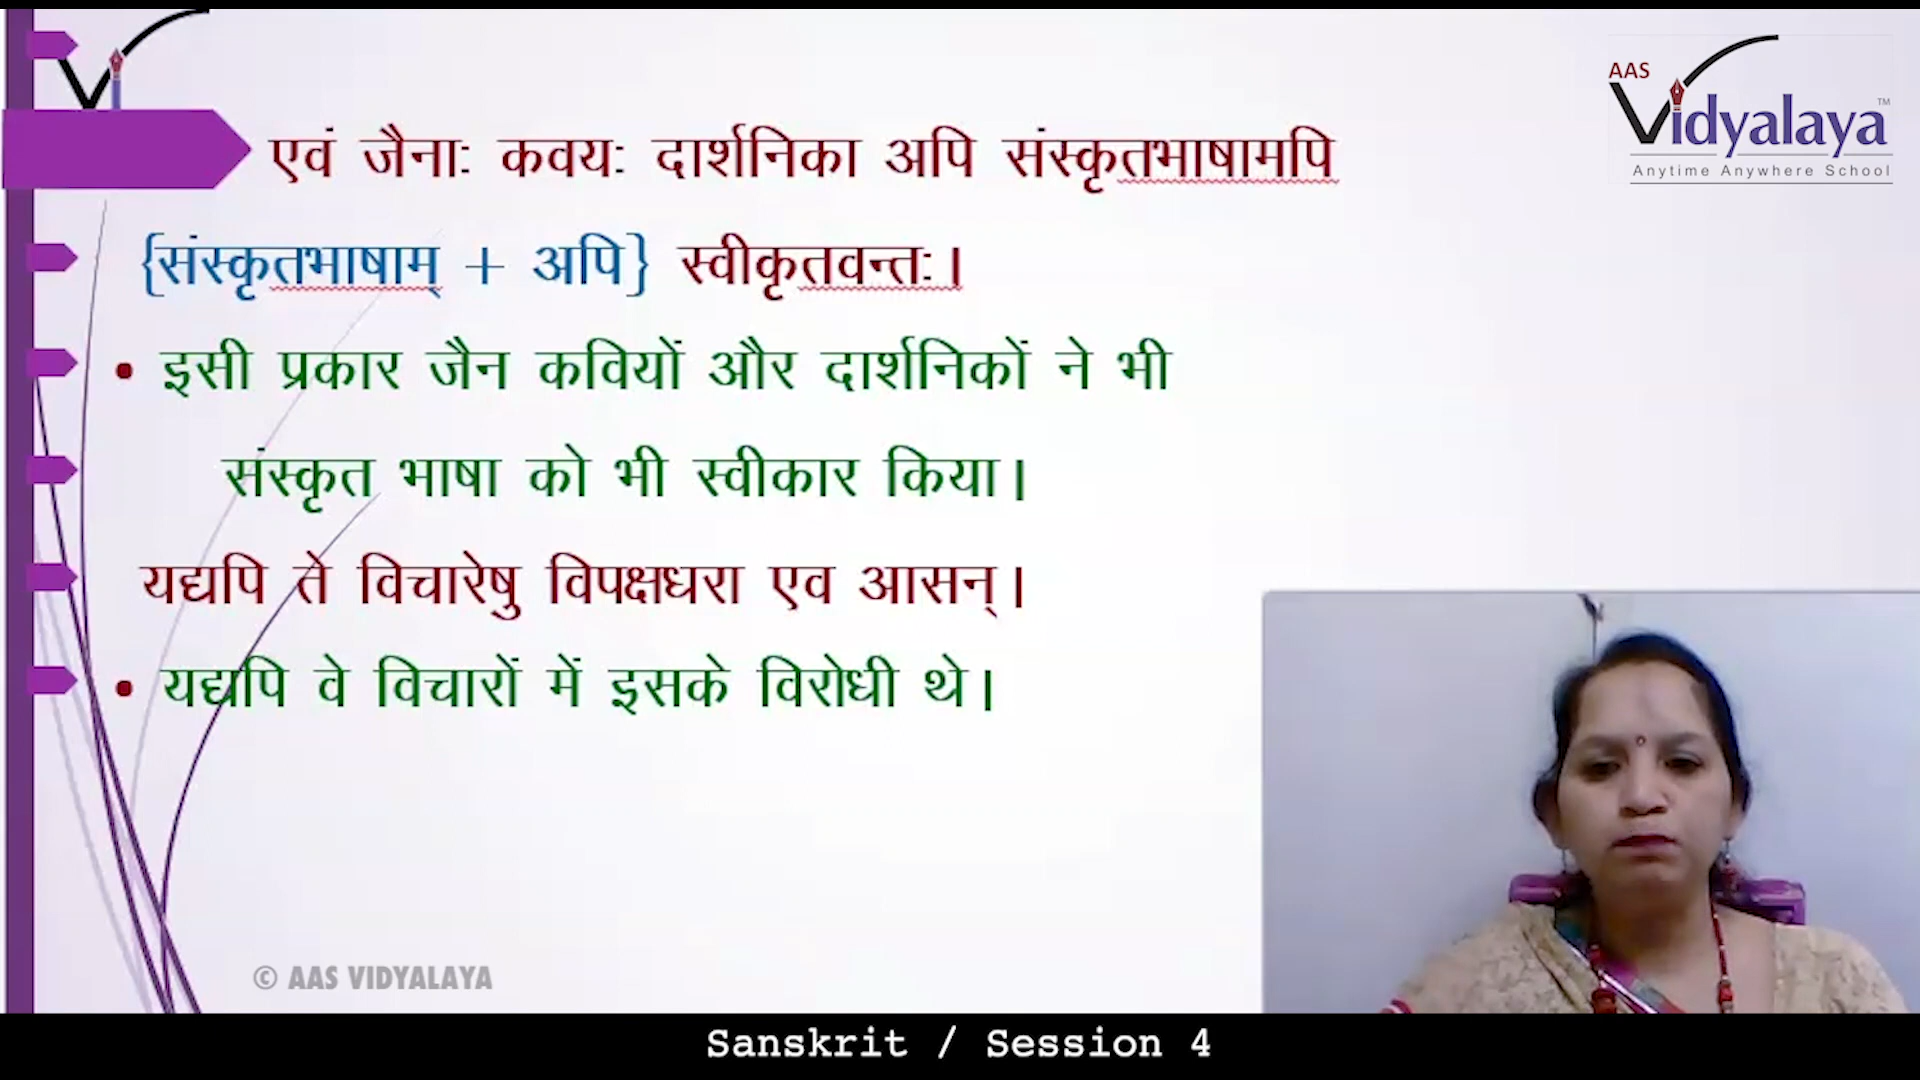 AAS
Vidyalaya™
Anytime Anywhere School
एवं जैनाः कवयः दार्शनिका अपि संस्कृतभाषामपि
{संस्कृतभाषाम् + अपि} स्वीकृतवन्तः।
• इसी प्रकार जैन कवियों और दार्शनिकों ने भी
संस्कृत भाषा को भी स्वीकार किया।
यद्यपि ते विचारेषु विपक्षधरा एव आसन्।
• यद्यपि वे विचारों में इसके विरोधी थे।
© AAS VIDYALAYA
Sanskrit / Session 4